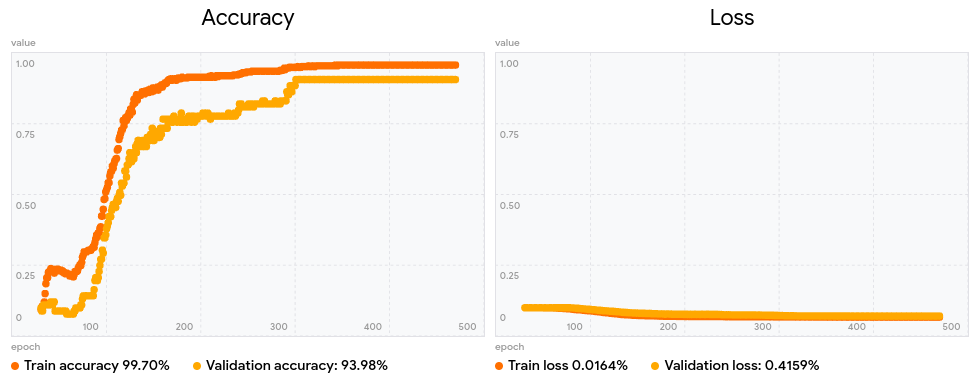 Accuracy
value
1.00
0.75
0.50
0.25
0
100
200
300
400
500
epoch
Train accuracy 99.70%
Validation accuracy: 93.98%
Loss
value
1.00
0.75
0.50
0.25
0
100
200
300
400
500
epoch
Train loss 0.0164%
Validation loss: 0.4159%